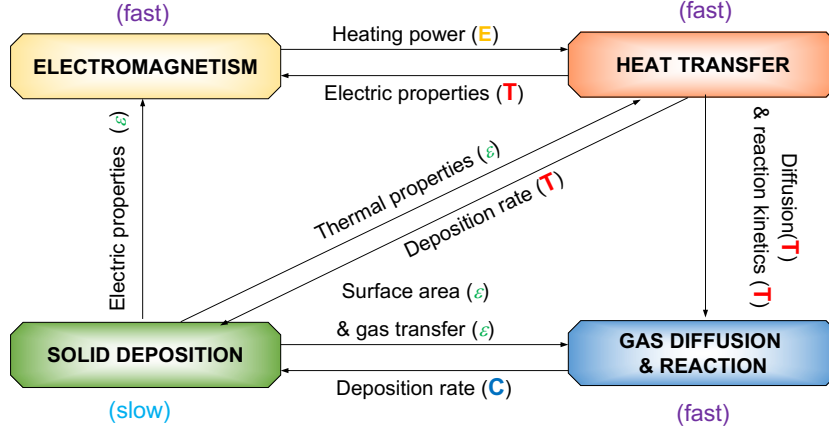 (fast)
(fast)
ELECTROMAGNETISM
Heating power (E)
HEAT TRANSFER
Electric properties (T)
Electric properties (ε)
Thermal properties (ε)
Deposition rate (T)
Diffusion(T)
& reaction kinetics (T)
Surface area (ε)
& gas transfer (ε)
SOLID DEPOSITION
GAS DIFFUSION
& REACTION
Deposition rate (C)
(slow)
(fast)